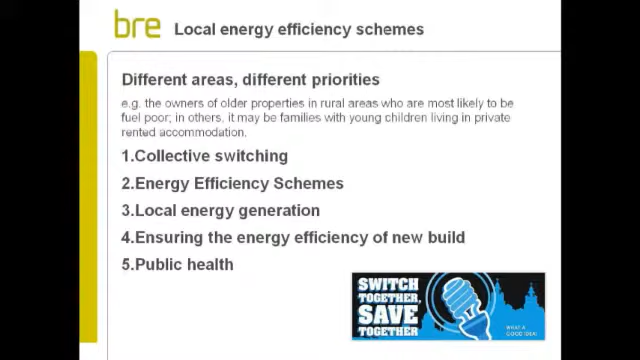 bre Local energy efficiency schemes
Different areas, different priorities
e.g. the owners of older properties in rural areas who are most likely to be
fuel poor; in others, it may be families with young children living in private
rented accommodation.
1.Collective switching
2.Energy Efficiency Schemes
3.Local energy generation
4.Ensuring the energy efficiency of new build
5.Public health
SWITCH
TOGETHER,
SAVE
TOGETHER
WHAT A
GOOD IDEA!